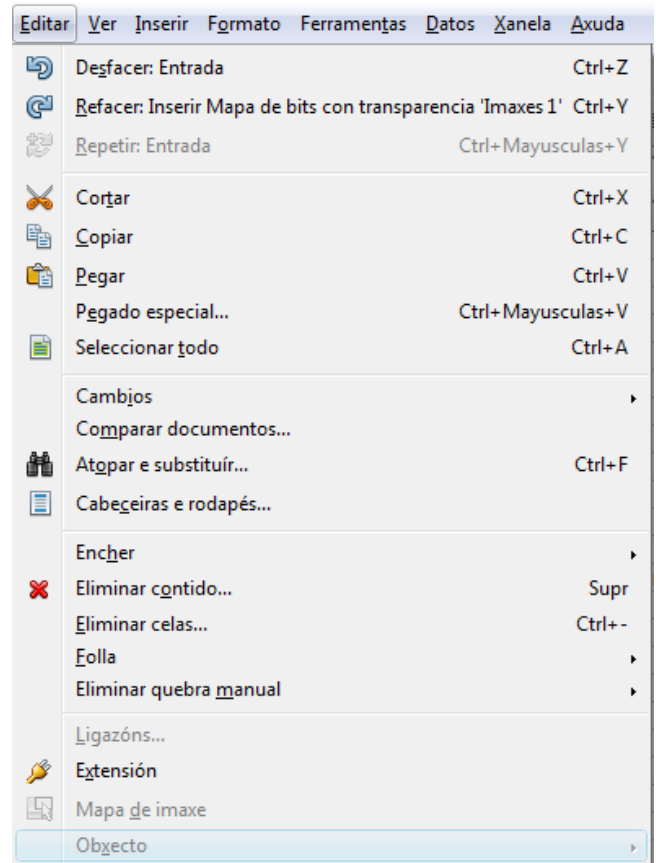 Editar Ver Inserir Formato Ferramentas Datos Xanela Axuda
Desfacer: Entrada Ctrl+Z
Refacer: Inserir Mapa de bits con transparencia 'Imaxes 1' Ctrl+Y
Repetir: Entrada Ctrl+Mayusculas+Y
Cortar Ctrl+X
Copiar Ctrl+C
Pegar Ctrl+V
Pegado especial... Ctrl+Mayusculas+V
Seleccionar todo Ctrl+A
Cambios
Comparar documentos...
Atopar e substituír... Ctrl+F
Cabeceiras e rodapés...
Encher
Eliminar contido... Supr
Eliminar celas... Ctrl+-
Folla
Eliminar quebra manual
Ligazóns...
Extensión
Mapa de imaxe
Obxecto